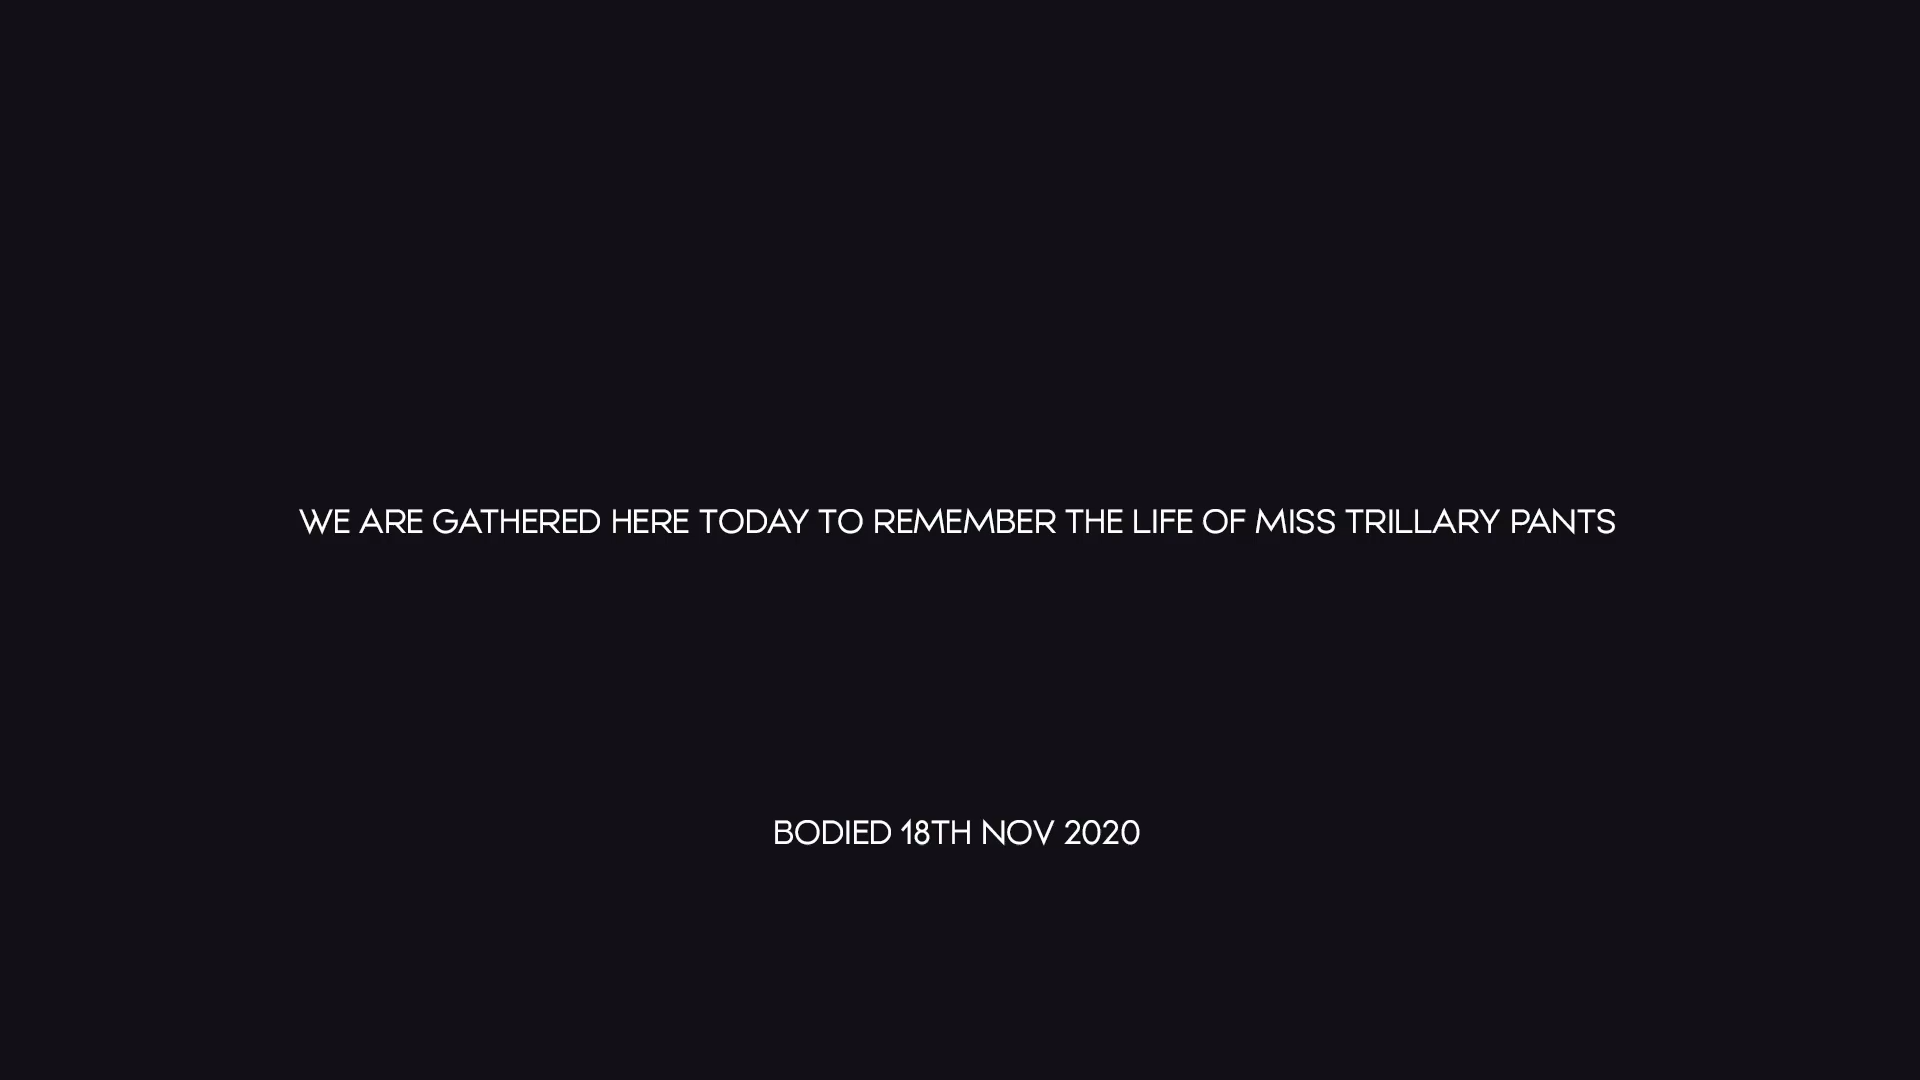 WE ARE GATHERED HERE TODAY TO REMEMBER THE LIFE OF MISS TRILLARY PANTS
BODIED 18TH NOV 2020